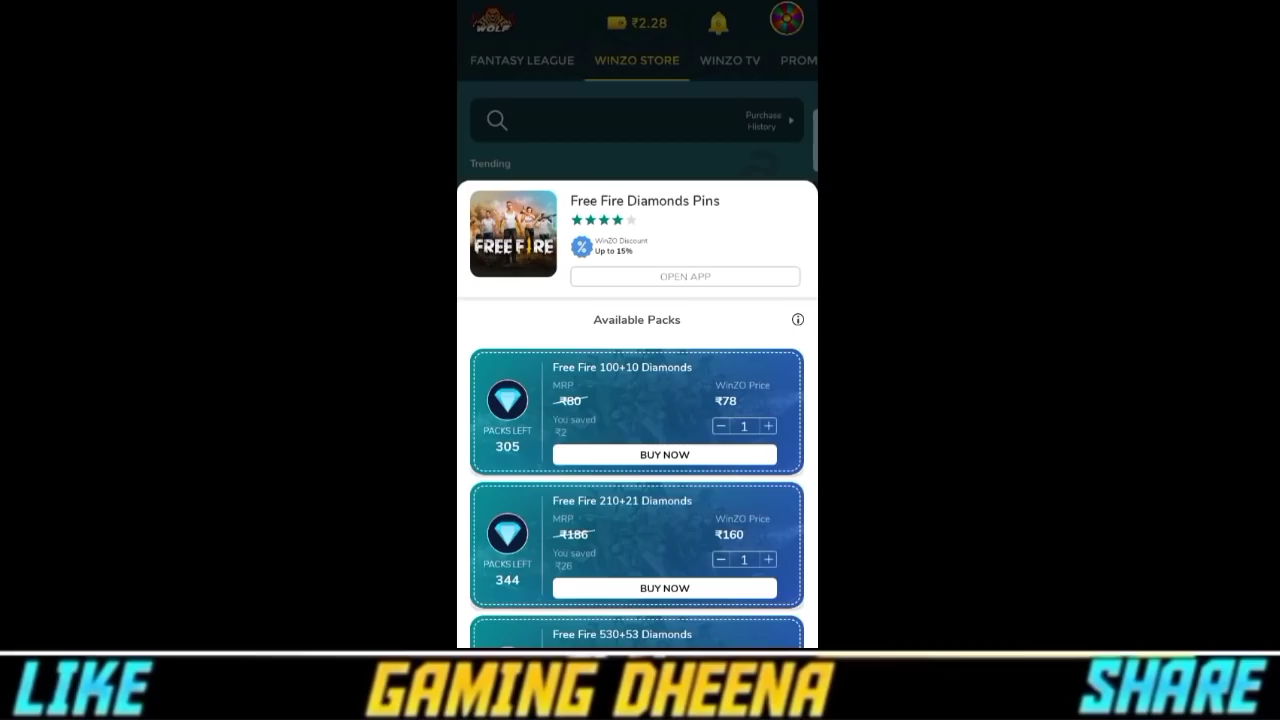 WOLF
₹2.28
FANTASY LEAGUE WINZO STORE WINZO TV PROM
Purchase
History
Trending
Free Fire Diamonds Pins
FREE FIRE
WinZO Discount
Up to 15%
OPEN APP
Available Packs
Free Fire 100+10 Diamonds
MRP WinZO Price
₹80 ₹78
You saved
₹2
PACKS LEFT
305
1
BUY NOW
Free Fire 210+21 Diamonds
MRP WinZO Price
₹186 ₹160
You saved
₹26
PACKS LEFT
344
1
BUY NOW
Free Fire 530+53 Diamonds
LIKE GAMING DHEENA SHARE